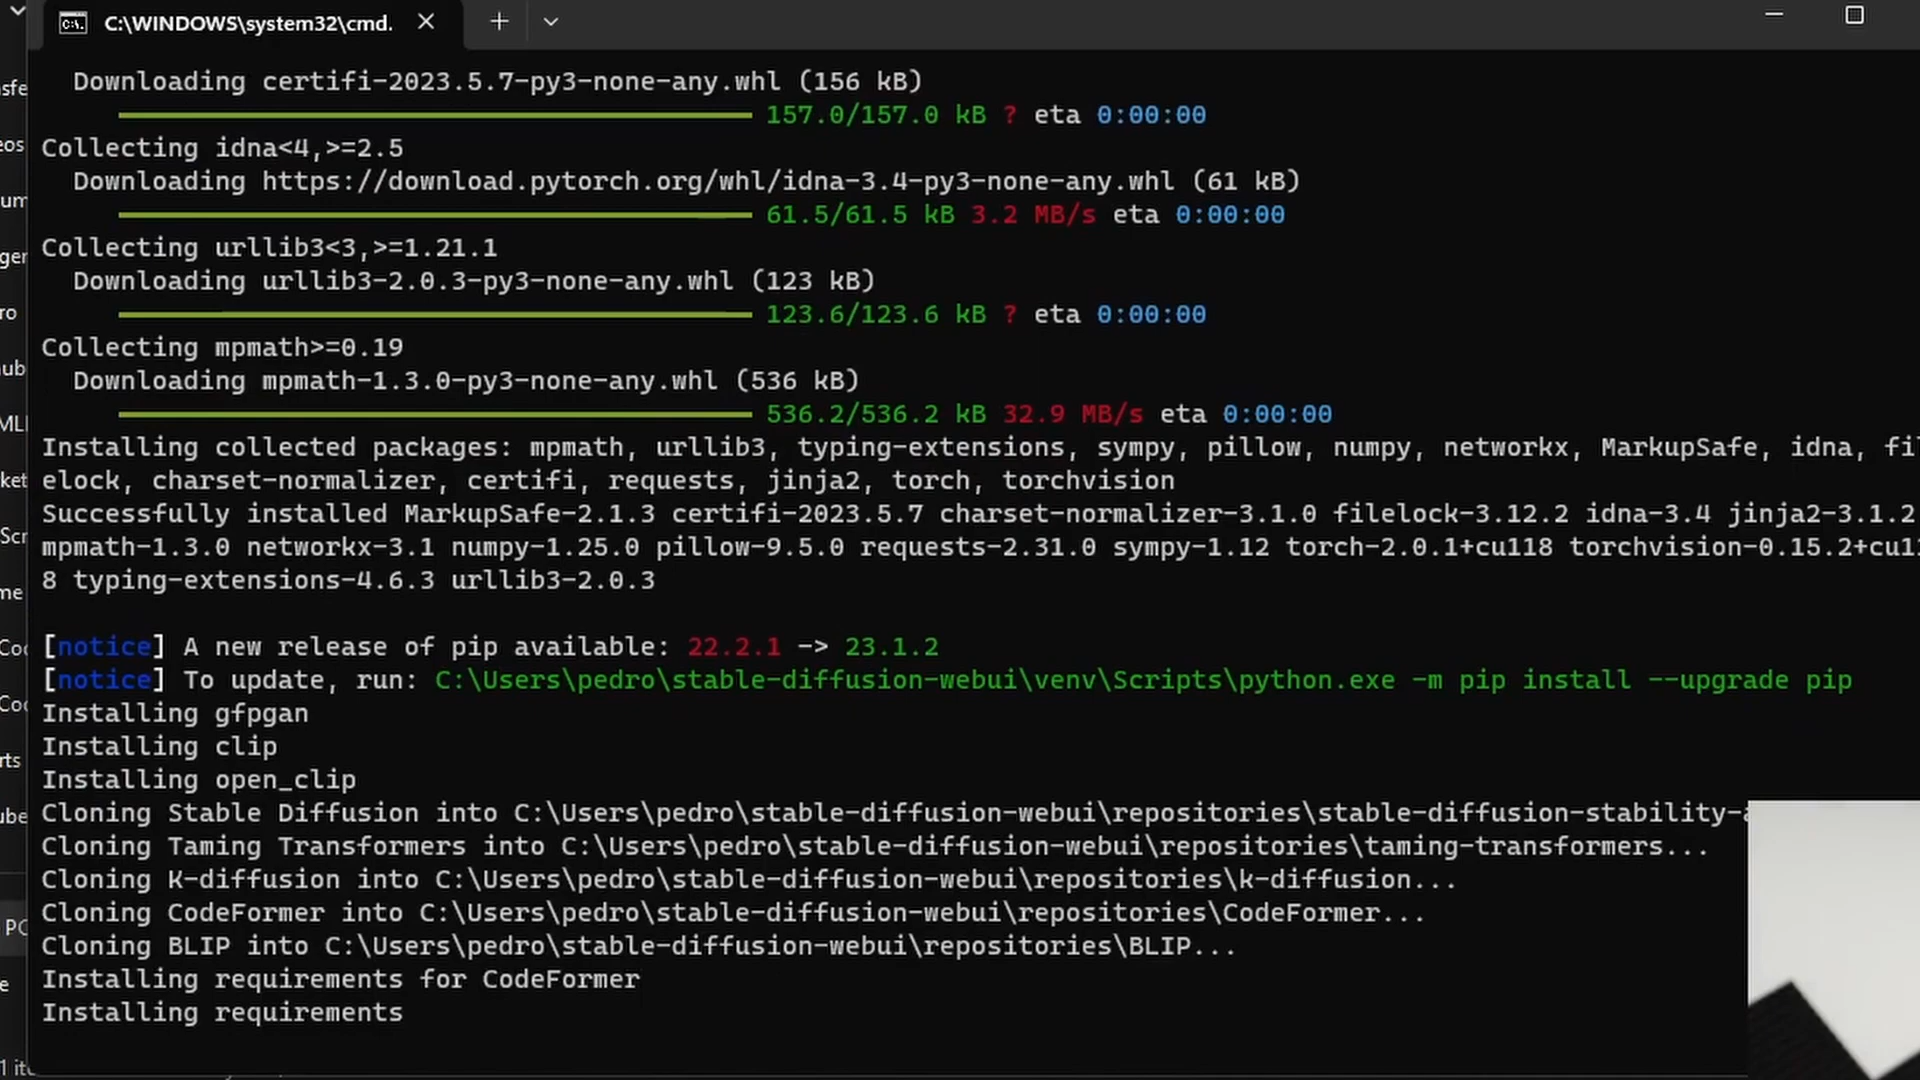 C:\WINDOWS\system32\cmd.
Downloading certifi-2023.5.7-py3-none-any.whl (156 kB)
157.0/157.0 kB ? eta 0:00:00
Collecting idna<4,>=2.5
Downloading https://download.pytorch.org/whl/idna-3.4-py3-none-any.whl (61 kB)
61.5/61.5 kB 3.2 MB/s eta 0:00:00
Collecting urllib3<3,>=1.21.1
Downloading urllib3-2.0.3-py3-none-any.whl (123 kB)
123.6/123.6 kB ? eta 0:00:00
Collecting mpmath>=0.19
Downloading mpmath-1.3.0-py3-none-any.whl (536 kB)
536.2/536.2 kB 32.9 MB/s eta 0:00:00
Installing collected packages: mpmath, urllib3, typing-extensions, sympy, pillow, numpy, networkx, MarkupSafe, idna, fil
elock, charset-normalizer, certifi, requests, jinja2, torch, torchvision
Successfully installed MarkupSafe-2.1.3 certifi-2023.5.7 charset-normalizer-3.1.0 filelock-3.12.2 idna-3.4 jinja2-3.1.2
mpmath-1.3.0 networkx-3.1 numpy-1.25.0 pillow-9.5.0 requests-2.31.0 sympy-1.12 torch-2.0.1+cu118 torchvision-0.15.2+cu11
8 typing-extensions-4.6.3 urllib3-2.0.3
[notice] A new release of pip available: 22.2.1 -> 23.1.2
[notice] To update, run: C:\Users\pedro\stable-diffusion-webui\venv\Scripts\python.exe -m pip install --upgrade pip
Installing gfpgan
Installing clip
Installing open_clip
Cloning Stable Diffusion into C:\Users\pedro\stable-diffusion-webui\repositories\stable-diffusion-stability-a
Cloning Taming Transformers into C:\Users\pedro\stable-diffusion-webui\repositories\taming-transformers...
Cloning K-diffusion into C:\Users\pedro\stable-diffusion-webui\repositories\k-diffusion...
Cloning CodeFormer into C:\Users\pedro\stable-diffusion-webui\repositories\CodeFormer...
Cloning BLIP into C:\Users\pedro\stable-diffusion-webui\repositories\BLIP...
Installing requirements for CodeFormer
Installing requirements